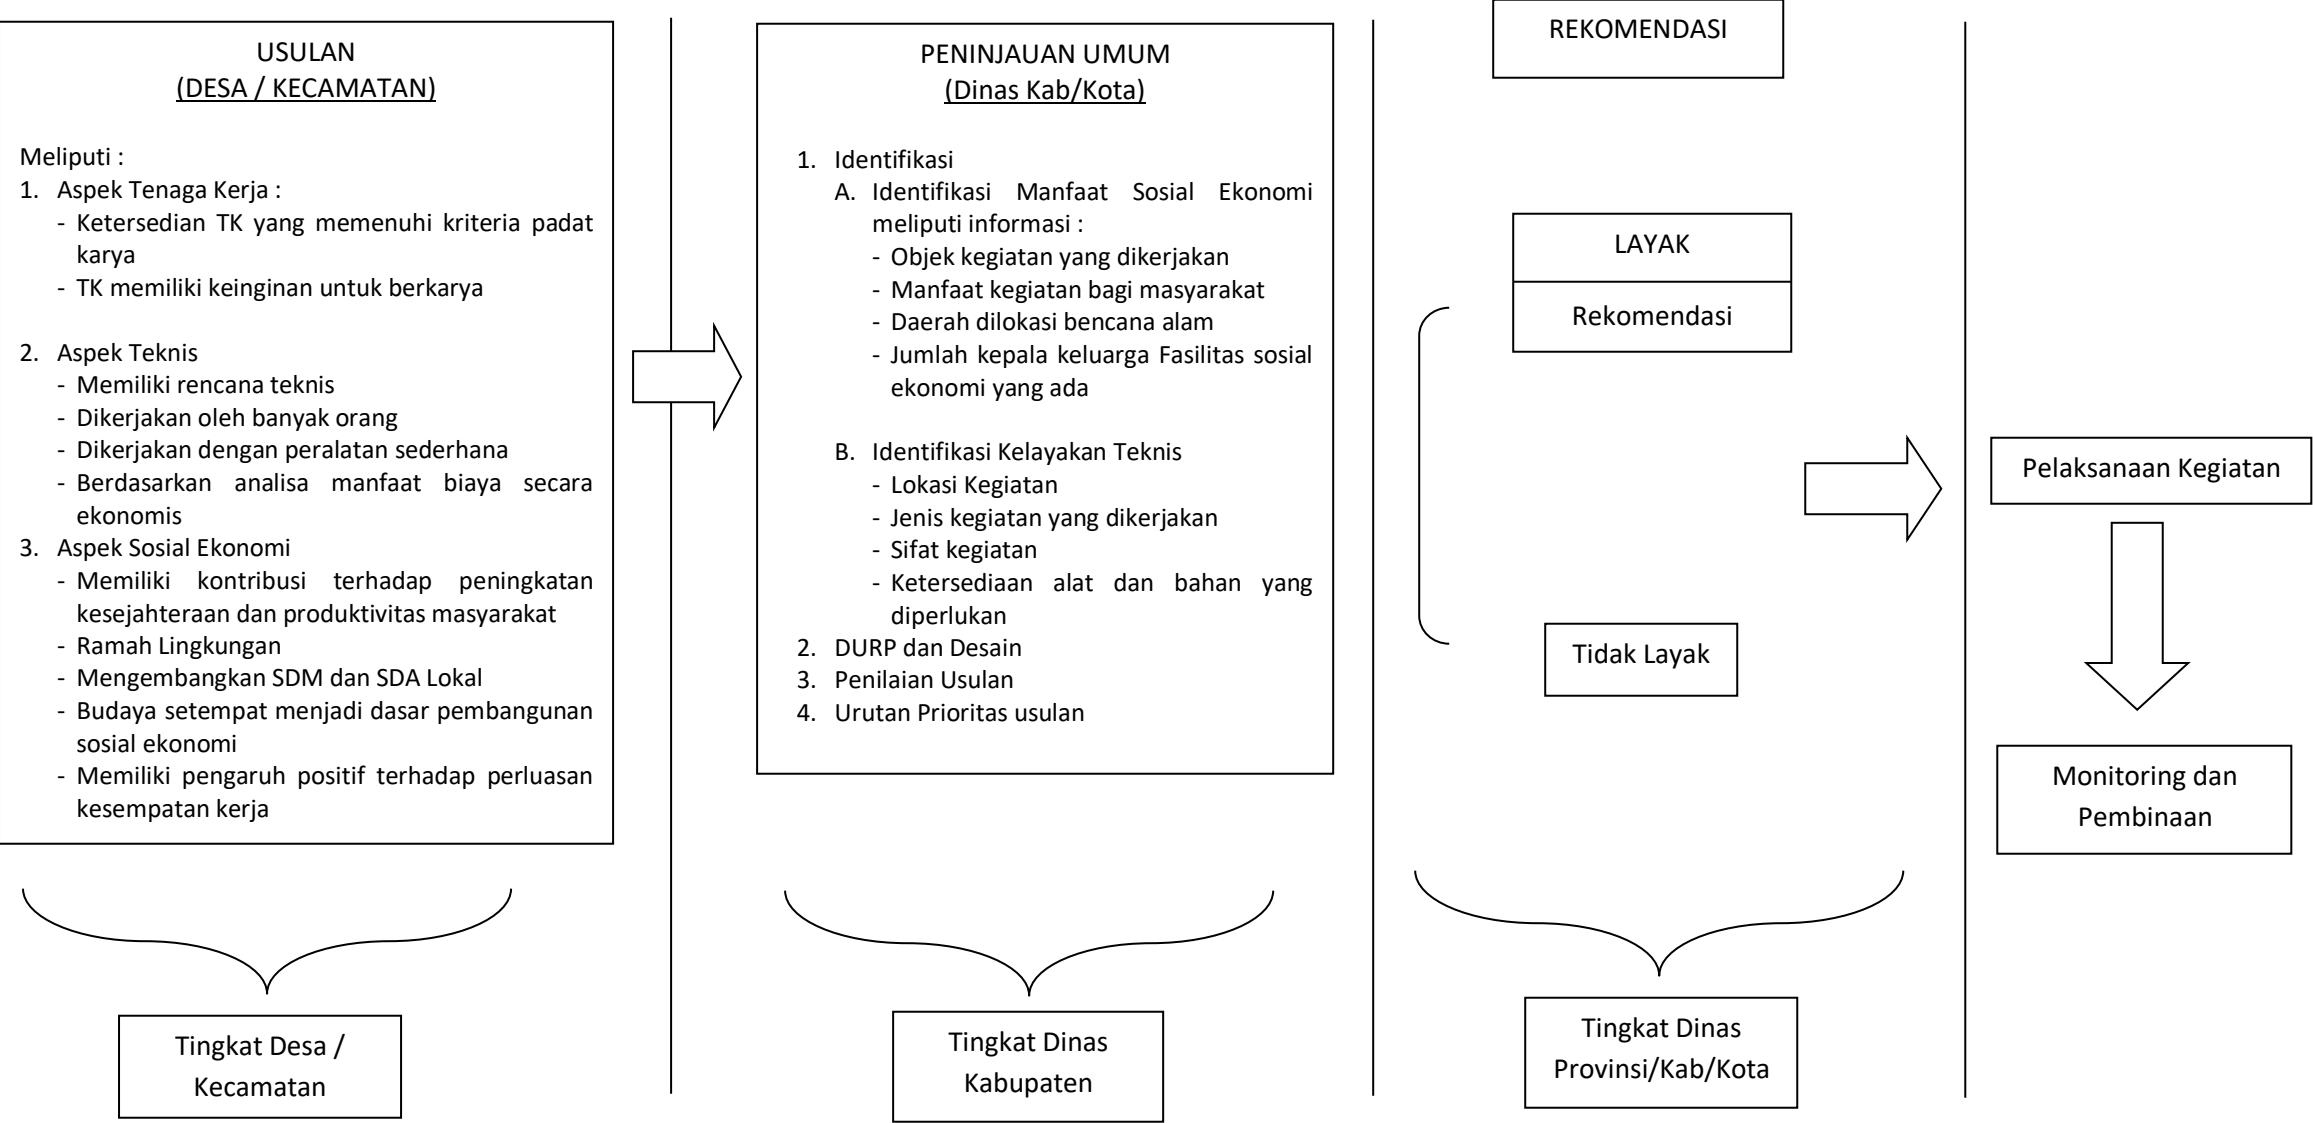 USULAN
(DESA / KECAMATAN)
Meliputi :
1. Aspek Tenaga Kerja :
- Ketersedian TK yang memenuhi kriteria padat
karya
- TK memiliki keinginan untuk berkarya
2. Aspek Teknis
- Memiliki rencana teknis
- Dikerjakan oleh banyak orang
- Dikerjakan dengan peralatan sederhana
- Berdasarkan analisa manfaat biaya secara
ekonomis
3. Aspek Sosial Ekonomi
- Memiliki kontribusi terhadap peningkatan
kesejahteraan dan produktivitas masyarakat
- Ramah Lingkungan
- Mengembangkan SDM dan SDA Lokal
- Budaya setempat menjadi dasar pembangunan
sosial ekonomi
- Memiliki pengaruh positif terhadap perluasan
kesempatan kerja
Tingkat Desa /
Kecamatan
PENINJAUAN UMUM
(Dinas Kab/Kota)
1. Identifikasi
A. Identifikasi Manfaat Sosial Ekonomi
meliputi informasi :
- Objek kegiatan yang dikerjakan
- Manfaat kegiatan bagi masyarakat
- Daerah dilokasi bencana alam
- Jumlah kepala keluarga Fasilitas sosial
ekonomi yang ada
B. Identifikasi Kelayakan Teknis
- Lokasi Kegiatan
- Jenis kegiatan yang dikerjakan
- Sifat kegiatan
- Ketersediaan alat dan bahan yang
diperlukan
2. DURP dan Desain
3. Penilaian Usulan
4. Urutan Prioritas usulan
Tingkat Dinas
Kabupaten
REKOMENDASI
LAYAK
Rekomendasi
Tidak Layak
Tingkat Dinas
Provinsi/Kab/Kota
Pelaksanaan Kegiatan
Monitoring dan
Pembinaan